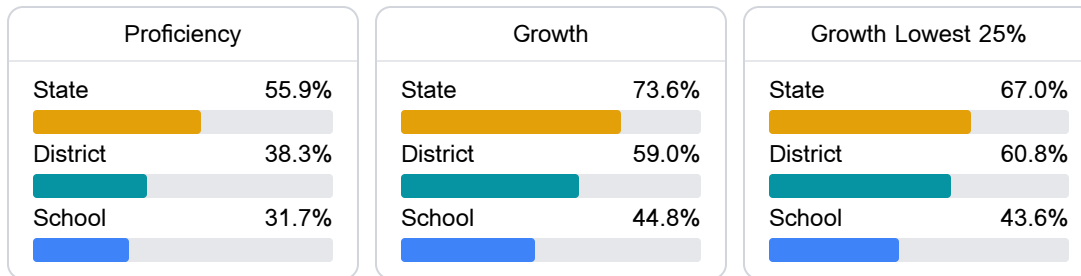 Proficiency
State 55.9%
District 38.3%
School 31.7%
Growth
State 73.6%
District 59.0%
School 44.8%
Growth Lowest 25%
State 67.0%
District 60.8%
School 43.6%